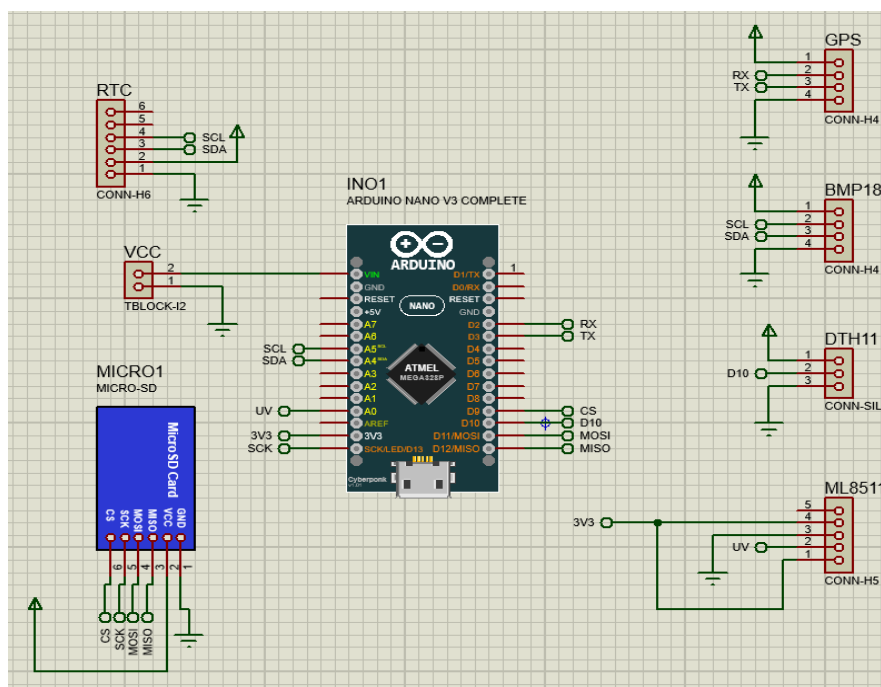 RTC
6
5
4
3
2
1
SCL
SDA
CONN-H6
VCC
2
1
TBLOCK-I2
MICRO1
MICRO-SD
MicroSD Card
CS
SCK
MOSI
MISO
VCC
GND
6
5
4
3
2
1
CS
SCK
MOSI
MISO
INO1
ARDUINO NANO V3 COMPLETE
ARDUINO
NANO
ATMEL
MEGA328P
Cyberponk
VIN
GND
RESET
+5V
A7
A6
A5 SCL
A4 SDA
A3
A2
A1
A0
AREF
3V3
SCK/LED/D13
D1/TX
D0/RX
RESET
GND
D2
D3
D4
D5
D6
D7
D8
D9
D10
D11/MOSI
D12/MISO
1
SCL
SDA
UV
3V3
SCK
RX
TX
CS
D10
MOSI
MISO
GPS
1
2
3
4
RX
TX
CONN-H4
BMP18
1
2
3
4
SCL
SDA
CONN-H4
DTH11
1
2
3
D10
CONN-SIL
ML8511
5
4
3
2
1
3V3
UV
CONN-H5